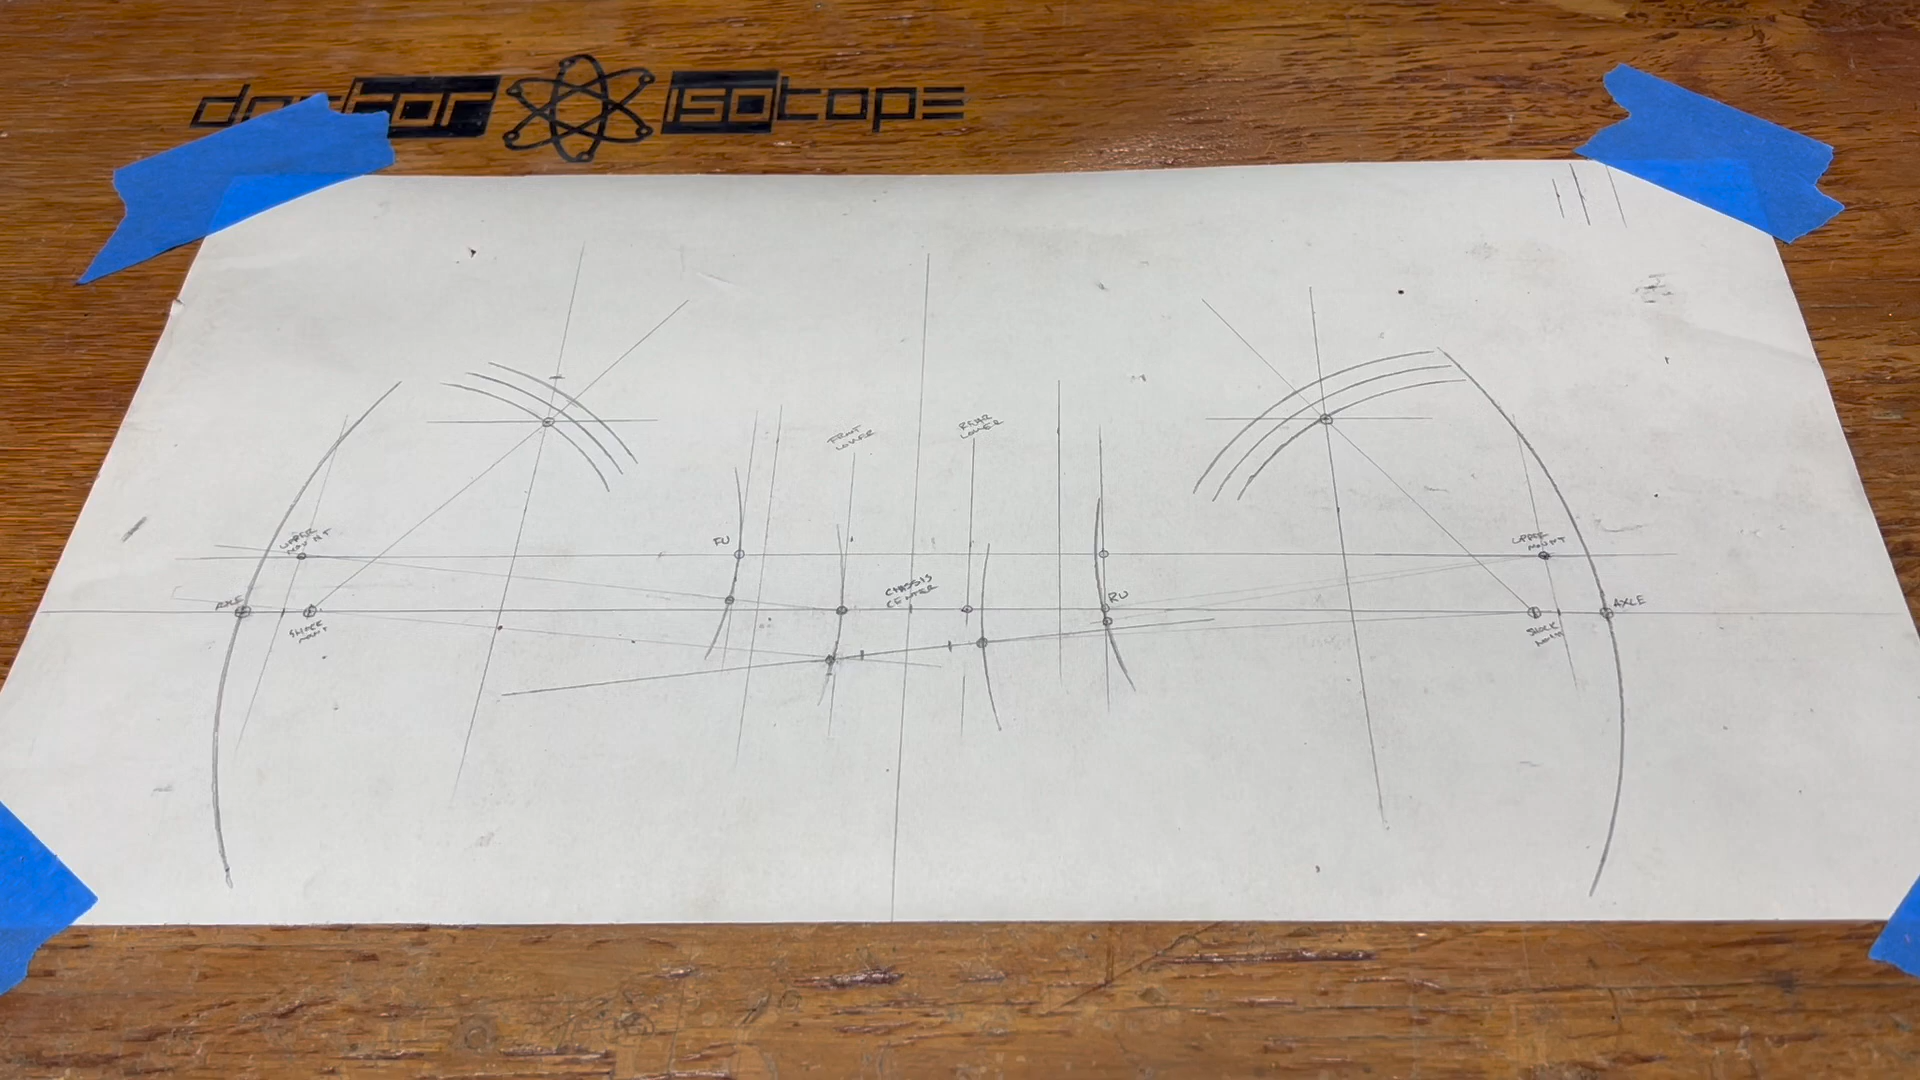 doctor isotope
FRONT
LOWER
REAR
LOWER
UPPER
MOUNT
FU
UPPER
MOUNT
CHASSIS
CENTER
AXLE
RU
AXLE
SHOCK
MOUNT
SHOCK
MOUNT